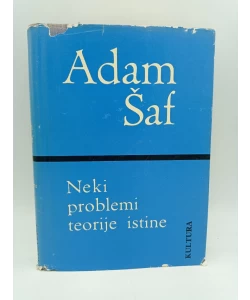 Adam
Šaf
Neki
problemi
teorije istine
KULTURA